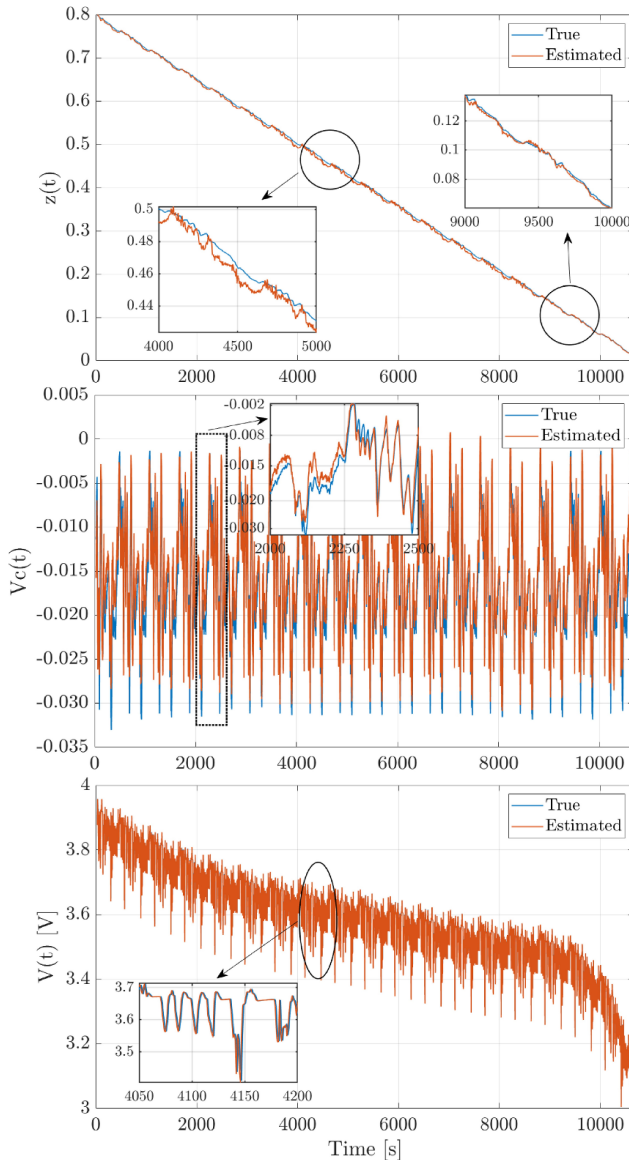 0.8
True
Estimated
0.7
0.6
0.12
0.5
0.1
0.08
z(t)
0.4
9000 9500 10000
0.5
0.3
0.48
0.2
0.46
0.44
0.1
4000 4500 5000
0
0 2000 4000 6000 8000 10000
0.005
-0.002
True
0
-0.008
Estimated
-0.005
-0.015
-0.020
-0.010
-0.030
2000 2250 2500
Vc(t)
-0.015
-0.020
-0.025
-0.030
-0.035
0 2000 4000 6000 8000 10000
4
True
Estimated
3.8
V(t) [V]
3.6
3.4
3.7
3.6
3.2
3.5
4050 4100 4150 4200
3
0 2000 4000 6000 8000 10000
Time [s]